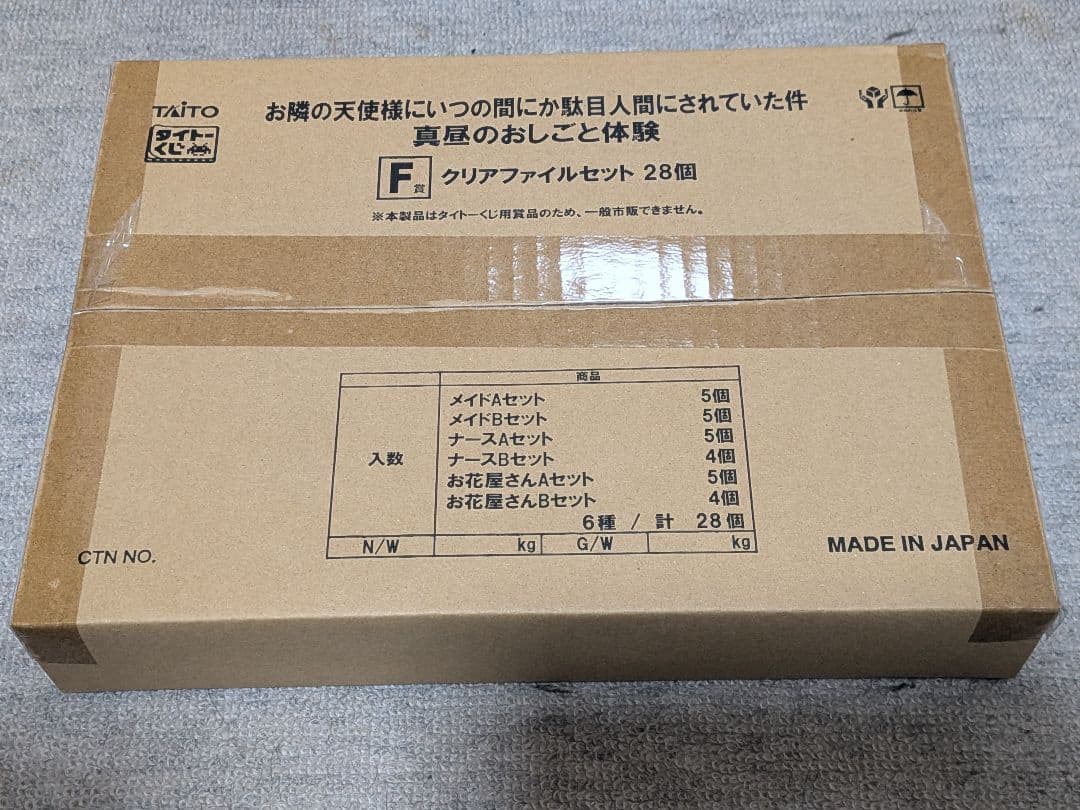 TAITO
タイトーくじ
お隣の天使様にいつの間にか駄目人間にされていた件
真昼のおしごと体験
F賞 クリアファイルセット 28個
※本製品はタイトーくじ用賞品のため、一般市販できません。
商品
入数
メイドAセット 5個
メイドBセット 5個
ナースAセット 5個
ナースBセット 4個
お花屋さんAセット 5個
お花屋さんBセット 4個
6種 / 計 28個
N/W kg G/W kg
CTN NO.
MADE IN JAPAN